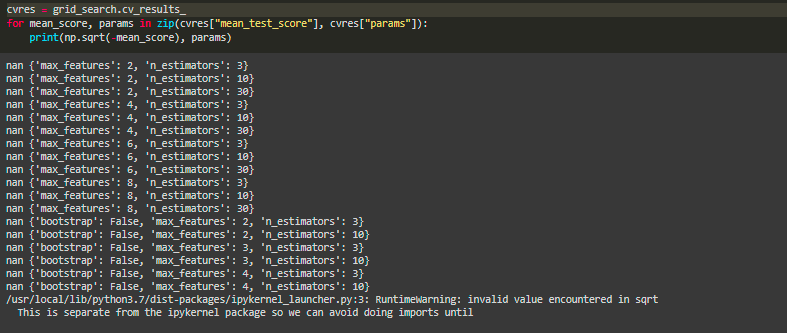 cvres = grid_search.cv_results_
for mean_score, params in zip(cvres["mean_test_score"], cvres["params"]):
    print(np.sqrt(-mean_score), params)
nan {'max_features': 2, 'n_estimators': 3}
nan {'max_features': 2, 'n_estimators': 10}
nan {'max_features': 2, 'n_estimators': 30}
nan {'max_features': 4, 'n_estimators': 3}
nan {'max_features': 4, 'n_estimators': 10}
nan {'max_features': 4, 'n_estimators': 30}
nan {'max_features': 6, 'n_estimators': 3}
nan {'max_features': 6, 'n_estimators': 10}
nan {'max_features': 6, 'n_estimators': 30}
nan {'max_features': 8, 'n_estimators': 3}
nan {'max_features': 8, 'n_estimators': 10}
nan {'max_features': 8, 'n_estimators': 30}
nan {'bootstrap': False, 'max_features': 2, 'n_estimators': 3}
nan {'bootstrap': False, 'max_features': 2, 'n_estimators': 10}
nan {'bootstrap': False, 'max_features': 3, 'n_estimators': 3}
nan {'bootstrap': False, 'max_features': 3, 'n_estimators': 10}
nan {'bootstrap': False, 'max_features': 4, 'n_estimators': 3}
nan {'bootstrap': False, 'max_features': 4, 'n_estimators': 10}
/usr/local/lib/python3.7/dist-packages/ipykernel_launcher.py:3: RuntimeWarning: invalid value encountered in sqrt
  This is separate from the ipykernel package so we can avoid doing imports until